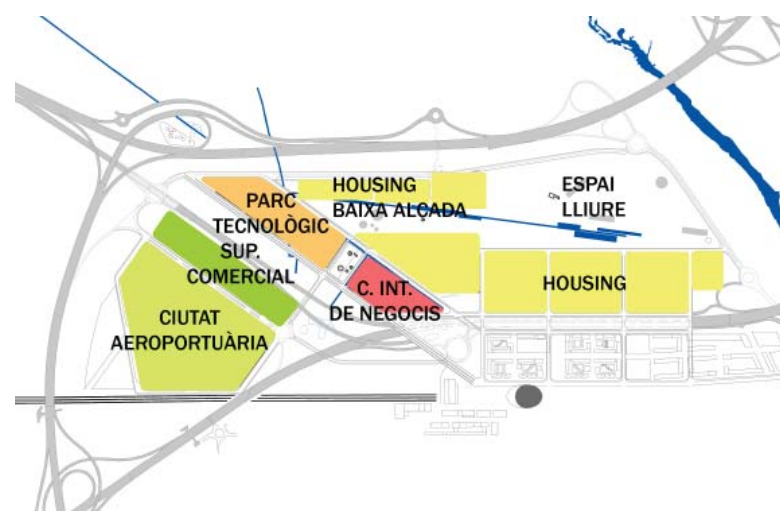 HOUSING
BAIXA ALÇADA
ESPAI
LLIURE
PARC
TECNOLÒGIC
SUP.
COMERCIAL
C. INT.
DE NEGOCIS
HOUSING
CIUTAT
AEROPORTUÀRIA